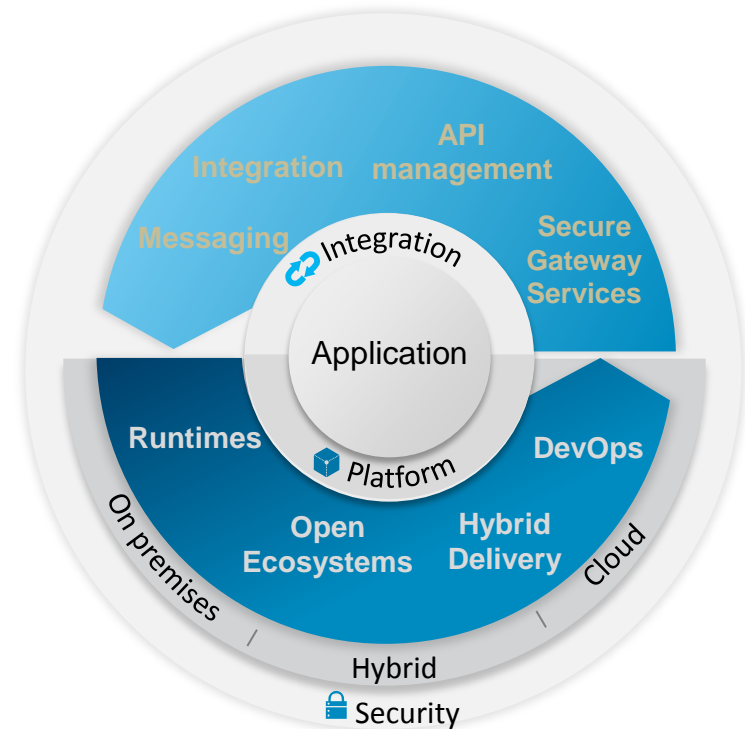 API
management
Integration
Messaging
Secure
Gateway
Services
Integration
Application
Platform
Runtimes
DevOps
Open
Ecosystems
Hybrid
Delivery
On premises
Cloud
Hybrid
Security